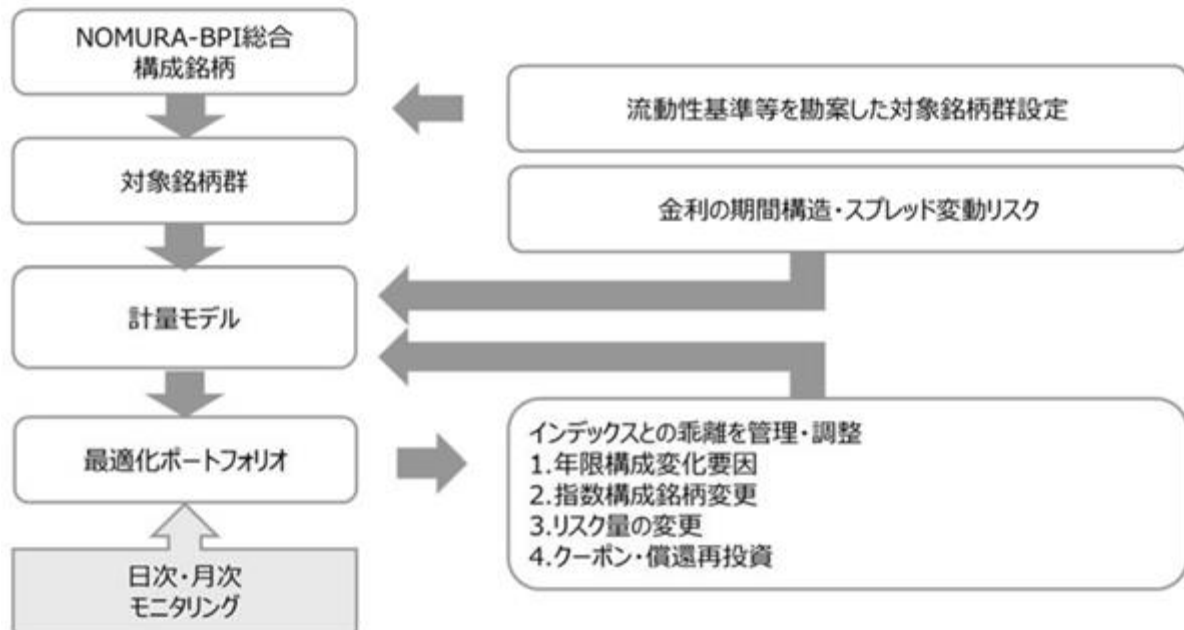 NOMURA-BPI総合
構成銘柄
流動性基準等を勘案した対象銘柄群設定
対象銘柄群
金利の期間構造・スプレッド変動リスク
計量モデル
最適化ポートフォリオ
インデックスとの乖離を管理・調整
1.年限構成変化要因
2.指数構成銘柄変更
3.リスク量の変更
4.クーポン・償還再投資
日次・月次
モニタリング